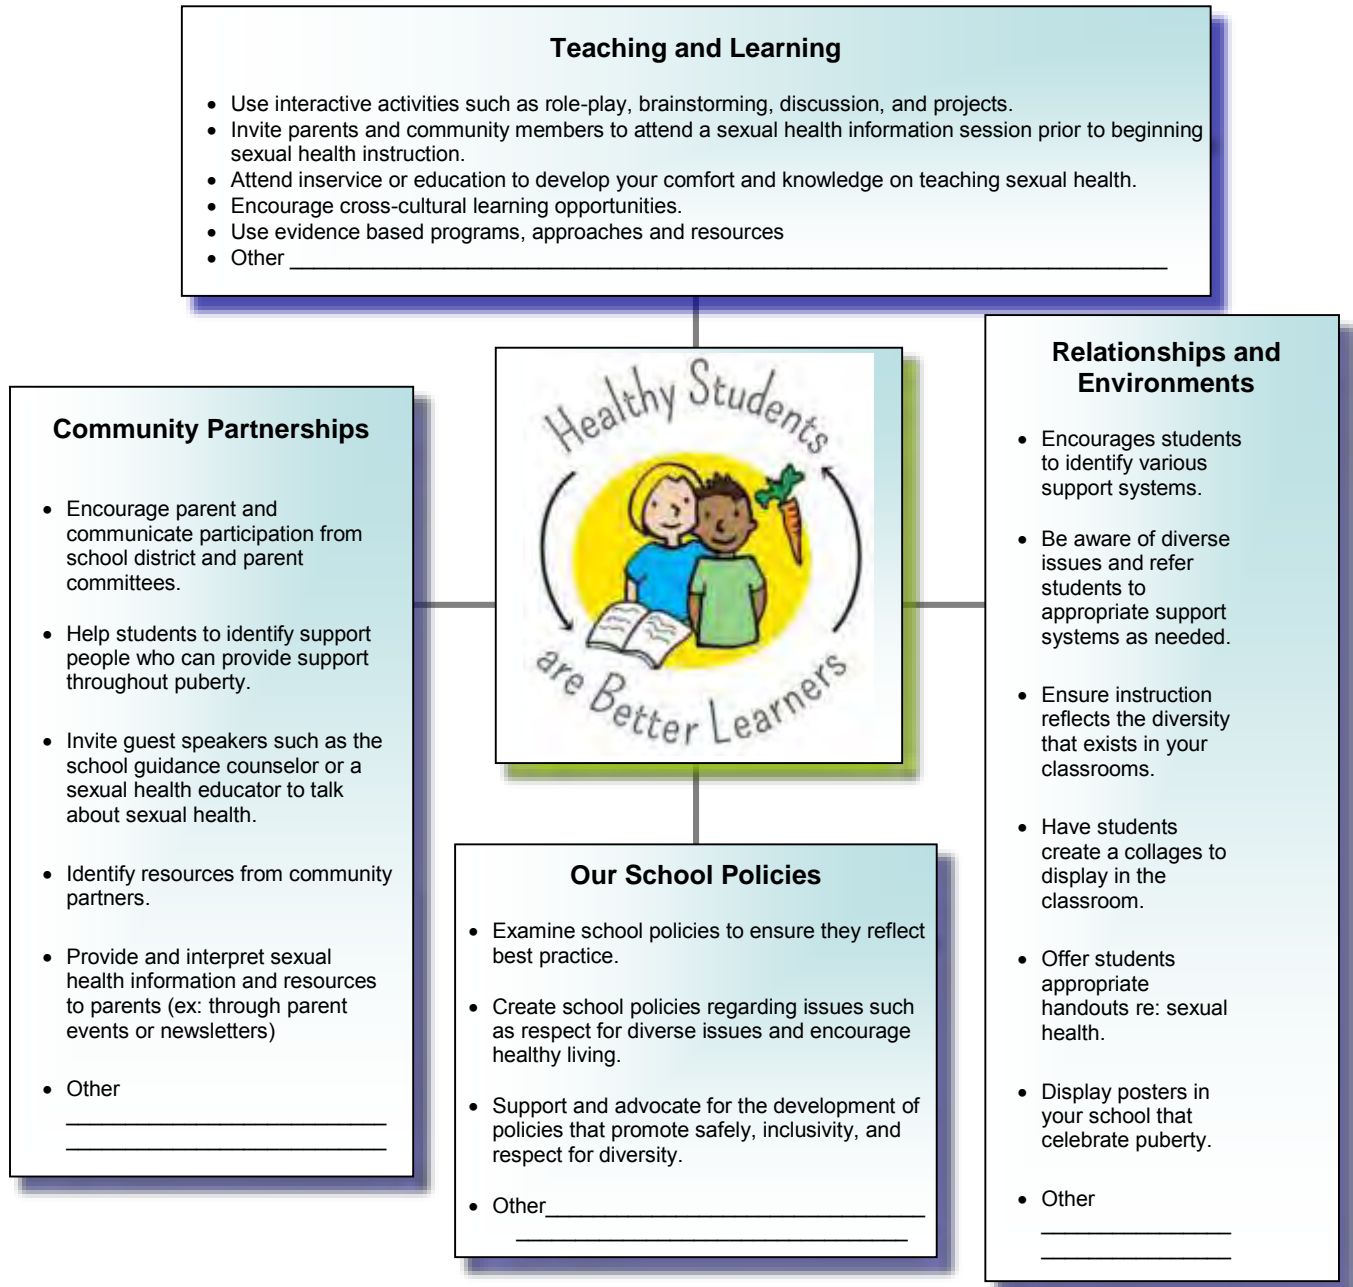 Teaching and Learning
• Use interactive activities such as role-play, brainstorming, discussion, and projects.
• Invite parents and community members to attend a sexual health information session prior to beginning
sexual health instruction.
• Attend inservice or education to develop your comfort and knowledge on teaching sexual health.
• Encourage cross-cultural learning opportunities.
• Use evidence based programs, approaches and resources
• Other ______________________________
Community Partnerships
• Encourage parent and
communicate participation from
school district and parent
committees.
• Help students to identify support
people who can provide support
throughout puberty.
• Invite guest speakers such as the
school guidance counselor or a
sexual health educator to talk
about sexual health.
• Identify resources from community
partners.
• Provide and interpret sexual
health information and resources
to parents (ex: through parent
events or newsletters)
• Other
______________________________
______________________________
Healthy Students
are Better Learners
Our School Policies
• Examine school policies to ensure they reflect
best practice.
• Create school policies regarding issues such
as respect for diverse issues and encourage
healthy living.
• Support and advocate for the development of
policies that promote safely, inclusivity, and
respect for diversity.
• Other______________________________
______________________________
Relationships and
Environments
• Encourages students
to identify various
support systems.
• Be aware of diverse
issues and refer
students to
appropriate support
systems as needed.
• Ensure instruction
reflects the diversity
that exists in your
classrooms.
• Have students
create a collages to
display in the
classroom.
• Offer students
appropriate
handouts re: sexual
health.
• Display posters in
your school that
celebrate puberty.
• Other
__________________
__________________